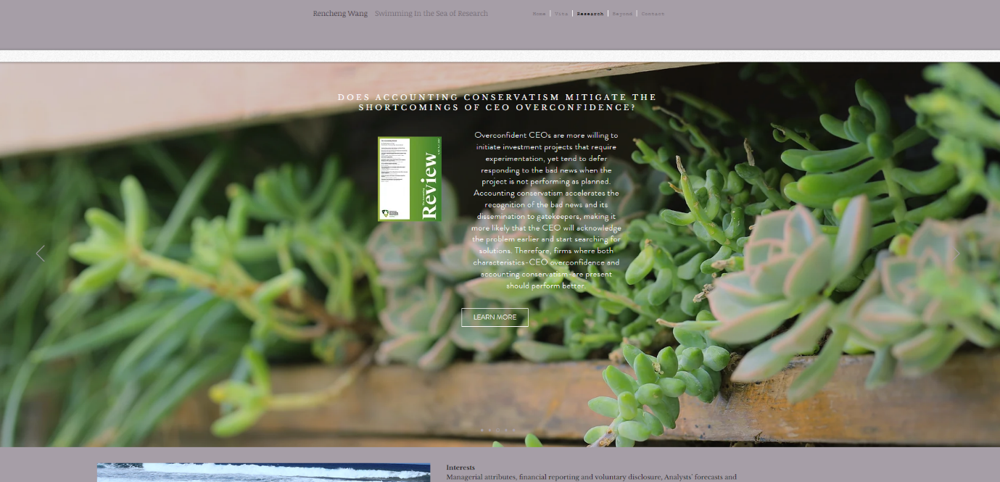 Rencheng Wang Swimming In the Sea of Research
Home Vita Research Beyond Contact
DOES ACCOUNTING CONSERVATISM MITIGATE THE
SHORTCOMINGS OF CEO OVERCONFIDENCE?
Review
Overconfident CEOs are more willing to
initiate investment projects that require
experimentation, yet tend to defer
responding to the bad news when the
project is not performing as planned.
Accounting conservatism accelerates the
recognition of the bad news and its
dissemination to gatekeepers, making it
more likely that the CEO will acknowledge
the problem earlier and start searching for
solutions. Therefore, firms where both
characteristics-CEO overconfidence and
accounting conservatism-are present
should perform better.
LEARN MORE
Interests
Managerial attributes, financial reporting and voluntary disclosure, Analysts' forecasts and